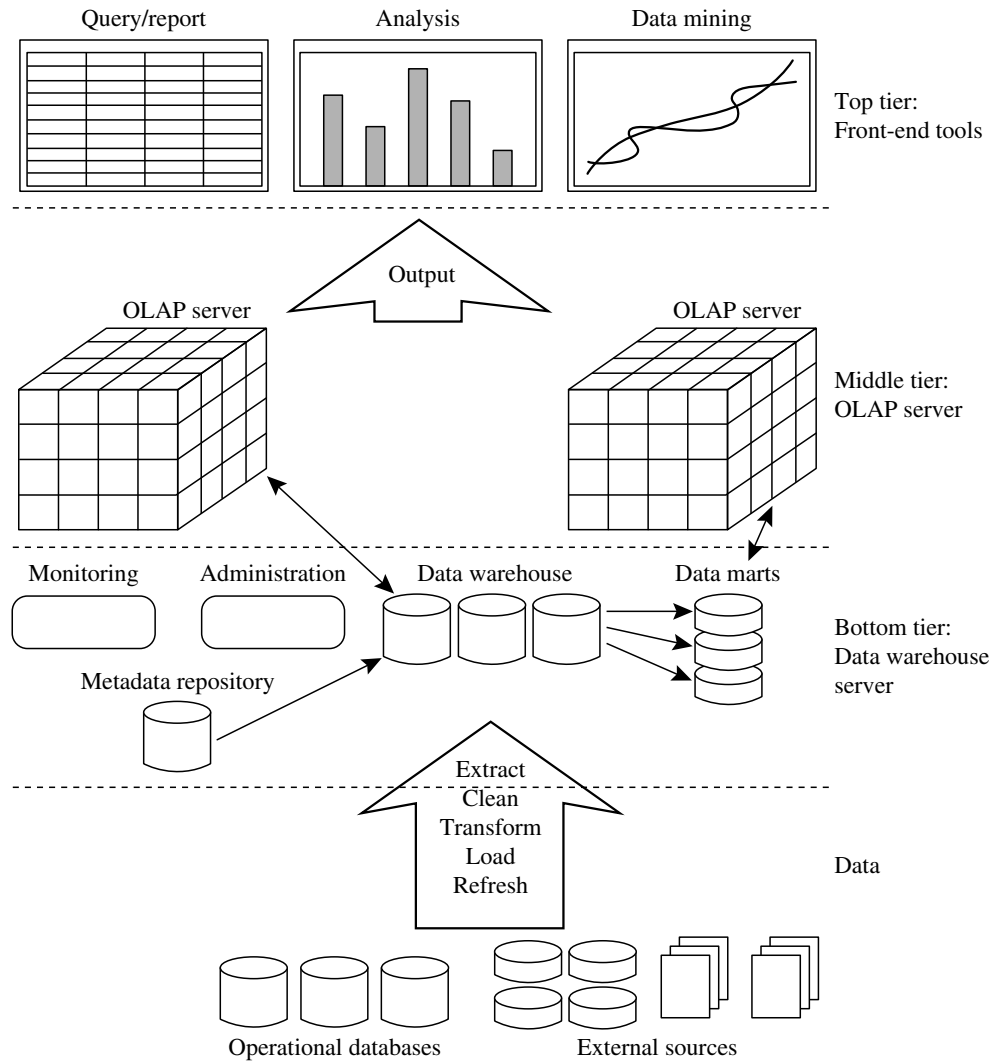 Query/report
Analysis
Data mining
Top tier:
Front-end tools
Output
OLAP server
OLAP server
Middle tier:
OLAP server
Monitoring
Administration
Data warehouse
Data marts
Bottom tier:
Data warehouse
server
Metadata repository
Extract
Clean
Transform
Load
Refresh
Data
Operational databases
External sources